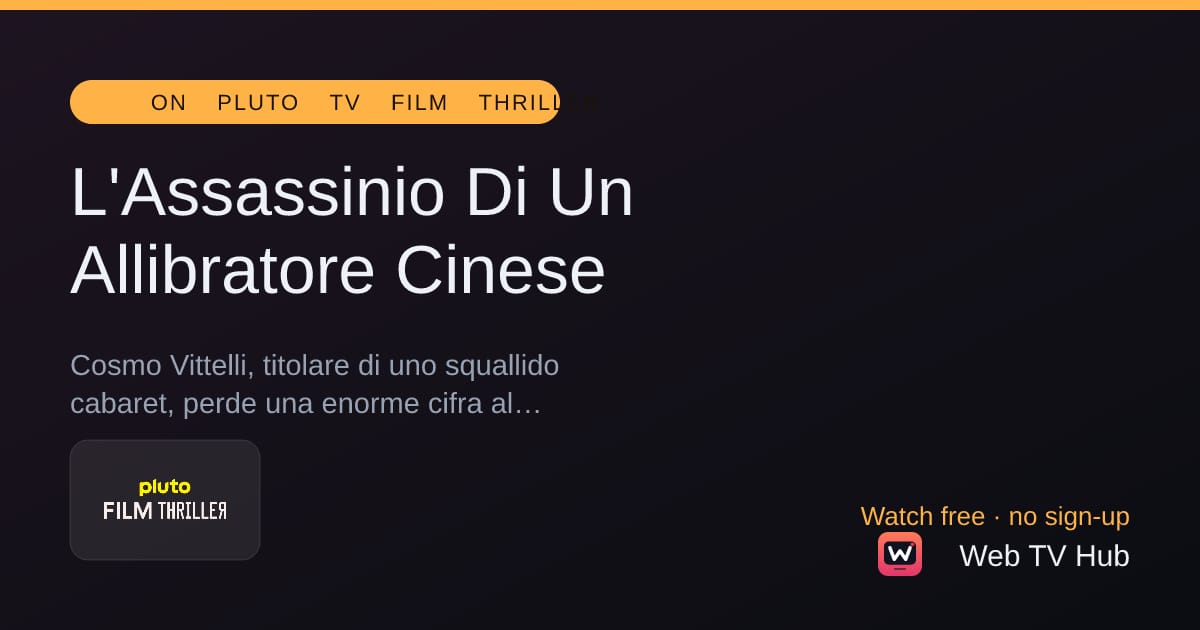 ON PLUTO TV FILM THRILLER
L'Assassinio Di Un
Allibratore Cinese
Cosmo Vittelli, titolare di uno squallido
cabaret, perde una enorme cifra al…
pluto
FILM THRILLER
Watch free · no sign-up
W
Web TV Hub